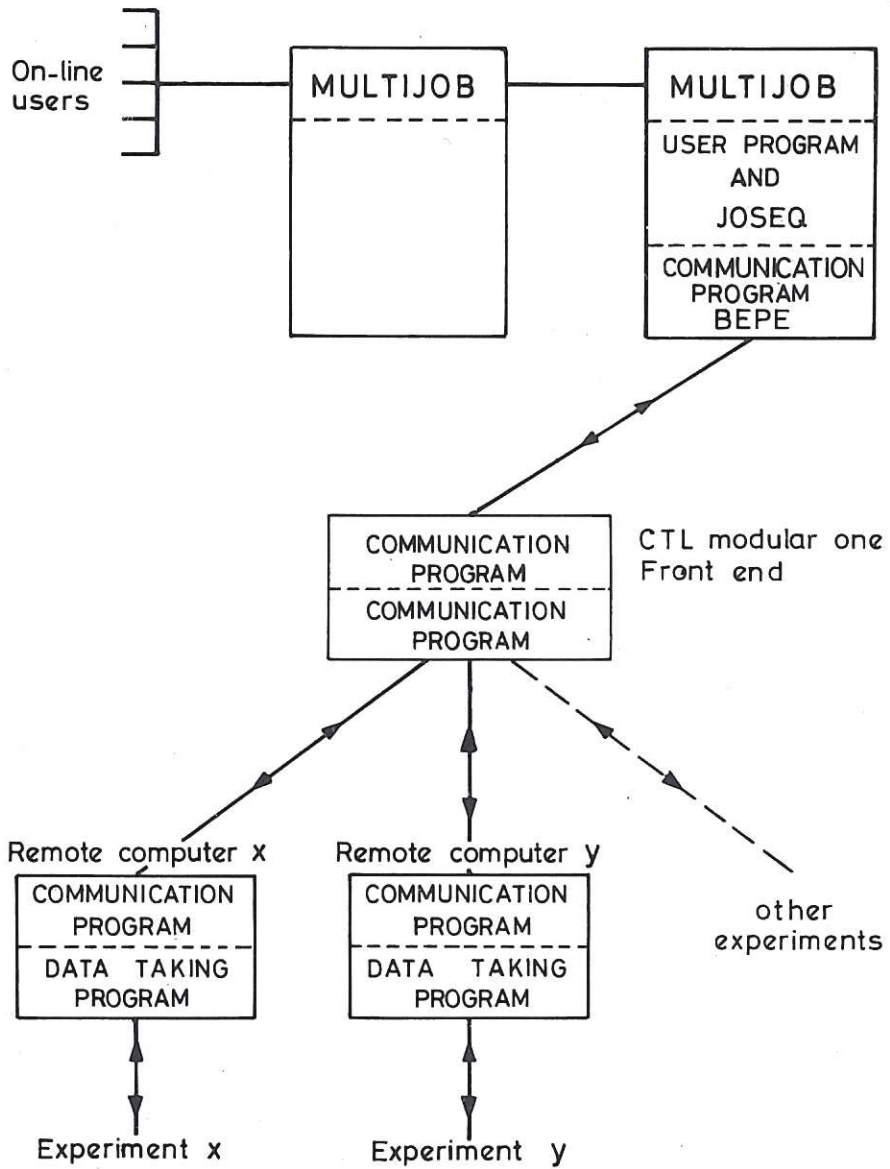 On-line
users
MULTIJOB
MULTIJOB
USER PROGRAM
AND
JOSEQ
COMMUNICATION
PROGRAM
BEPE
COMMUNICATION
PROGRAM
COMMUNICATION
PROGRAM
CTL modular one
Front end
Remote computer x
COMMUNICATION
PROGRAM
DATA TAKING
PROGRAM
Experiment x
Remote computer y
COMMUNICATION
PROGRAM
DATA TAKING
PROGRAM
Experiment y
other
experiments